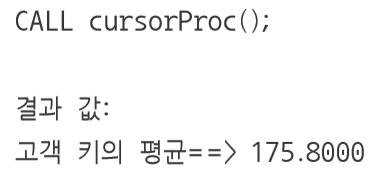 CALL cursorProc();
결과 값:
고객 키의 평균==> 175.8000